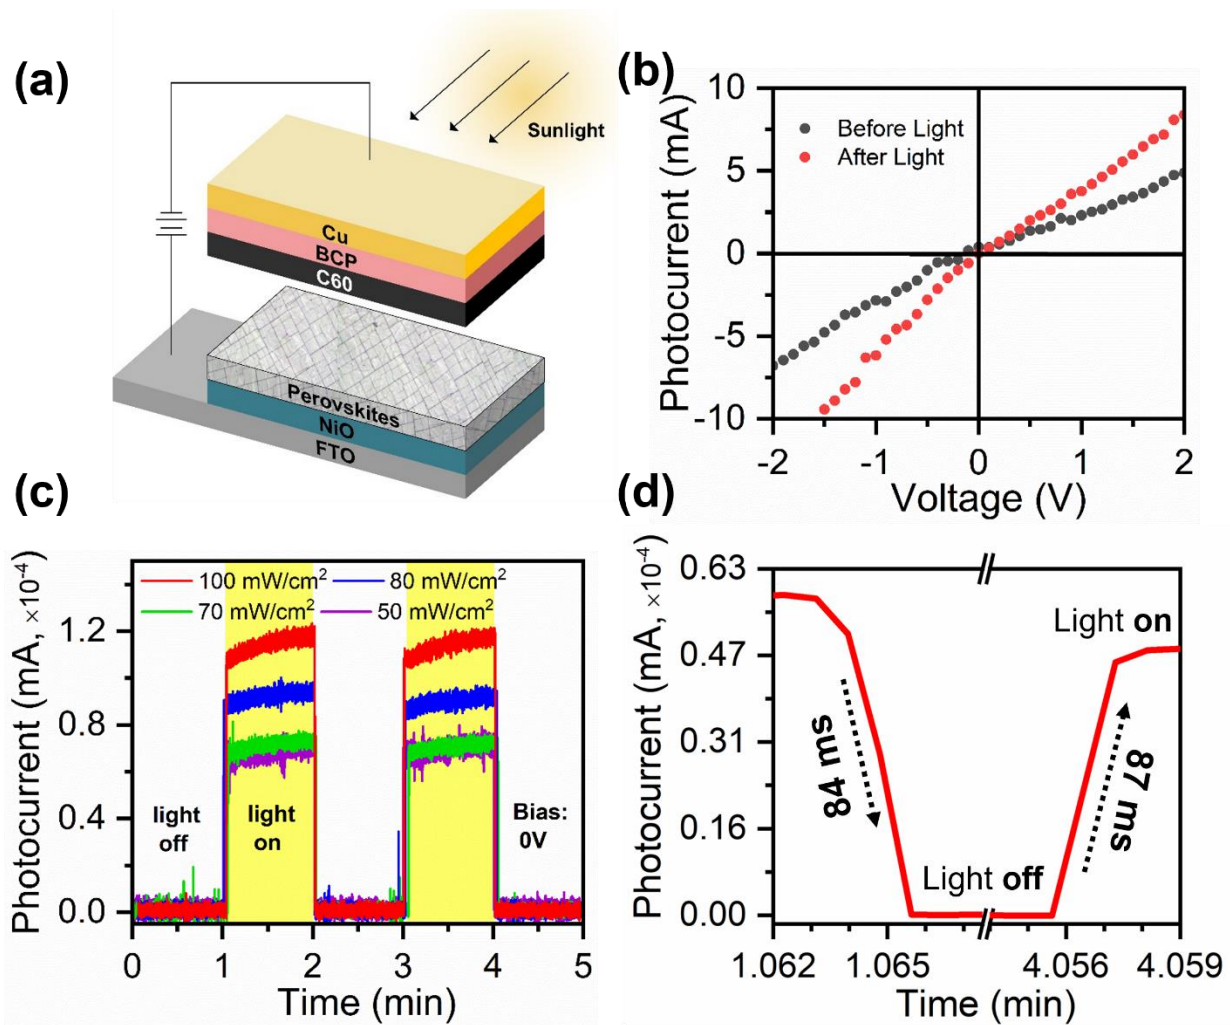 (a)
Sunlight
Cu
BCP
C60
Perovskites
NiO
FTO
(b)
Photocurrent (mA)
10
5
0
-5
-10
Before Light
After Light
-2
-1
0
1
2
Voltage (V)
(c)
Photocurrent (mA, ×10⁻⁴)
1.2
0.8
0.4
0.0
100 mW/cm²
80 mW/cm²
70 mW/cm²
50 mW/cm²
light
off
light
on
Bias:
0V
0
1
2
3
4
5
Time (min)
(d)
Photocurrent (mA, ×10⁻⁴)
0.63
0.47
0.31
0.16
0.00
Light on
84 ms
87 ms
Light off
1.062
1.065
4.056
4.059
Time (min)